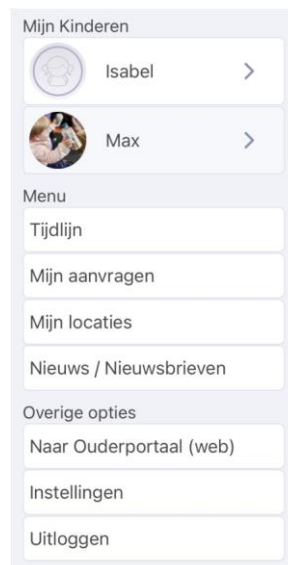 Mijn Kinderen
Isabel
Max
Menu
Tijdlijn
Mijn aanvragen
Mijn locaties
Nieuws / Nieuwsbrieven
Overige opties
Naar Ouderportaal (web)
Instellingen
Uitloggen